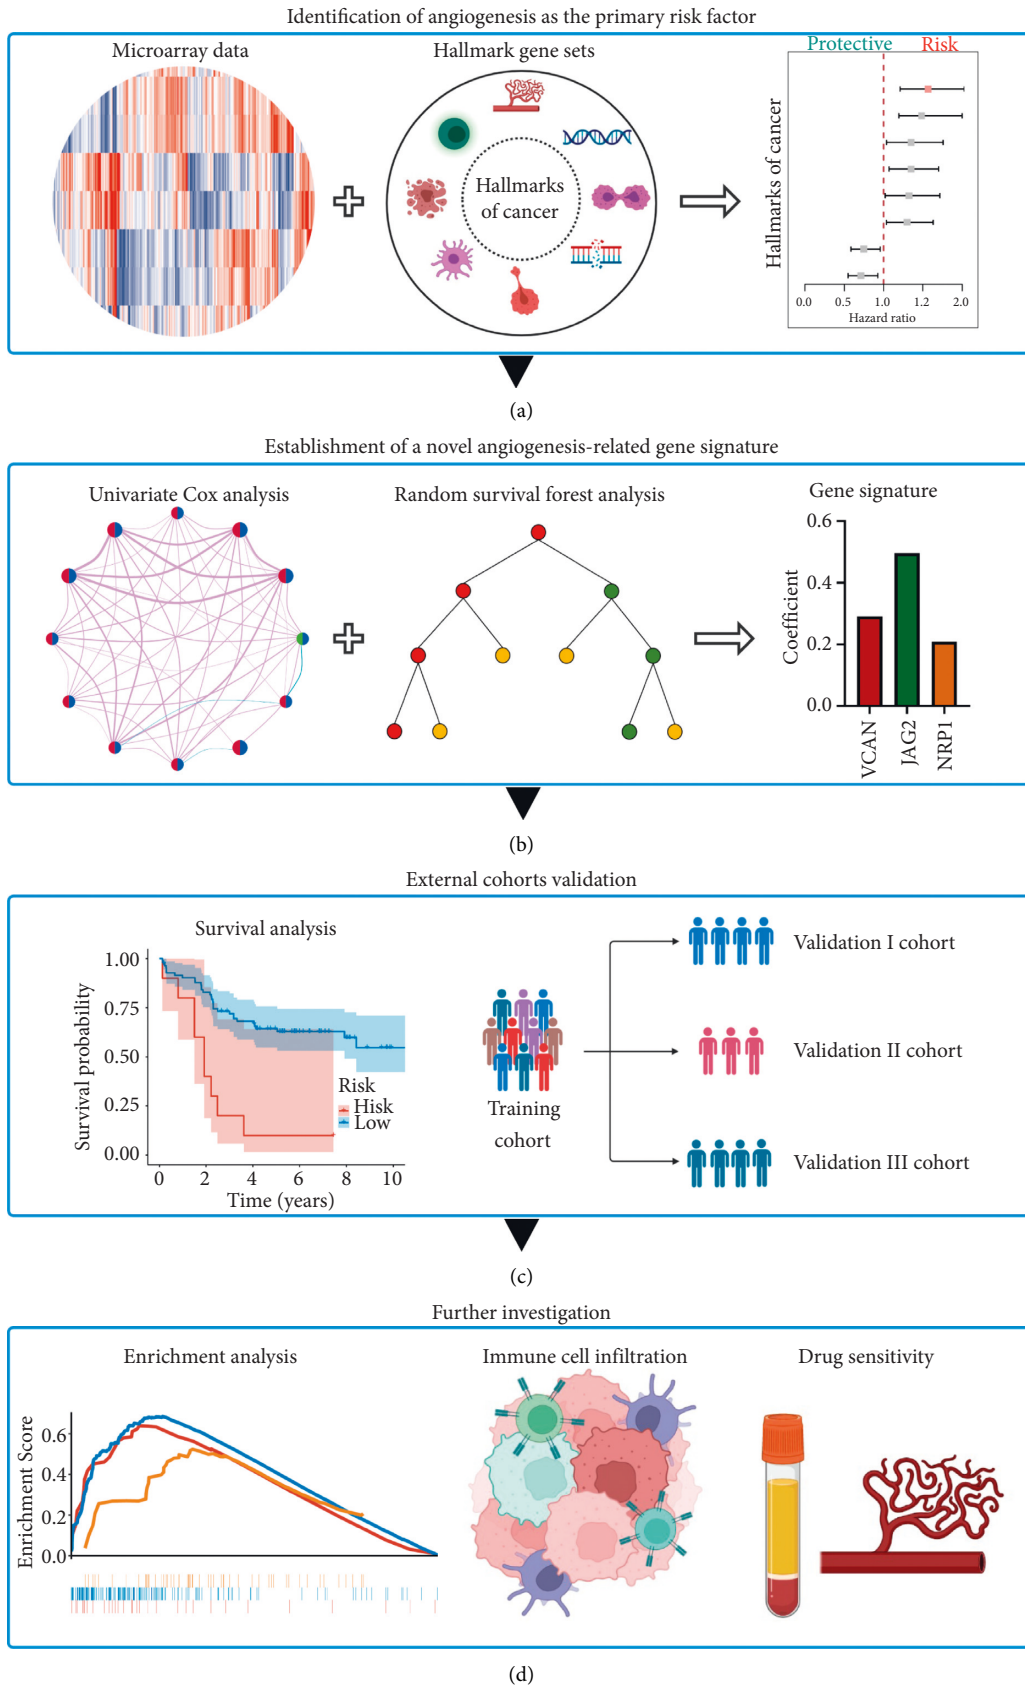 Identification of angiogenesis as the primary risk factor
Microarray data
Hallmark gene sets
Hallmarks
of cancer
Protective
Risk
Hallmarks of cancer
0.0 0.5 1.0 1.2 2.0
Hazard ratio
(a)
Establishment of a novel angiogenesis-related gene signature
Univariate Cox analysis
Random survival forest analysis
Gene signature
Coefficient
0.6
0.4
0.2
0.0
VCAN
JAG2
NRP1
(b)
External cohorts validation
Survival analysis
Survival probability
1.00
0.75
0.50
0.25
0.00
Risk
Hisk
Low
0 2 4 6 8 10
Time (years)
Training
cohort
Validation I cohort
Validation II cohort
Validation III cohort
(c)
Further investigation
Enrichment analysis
Enrichment Score
0.6
0.4
0.2
0.0
Immune cell infiltration
Drug sensitivity
(d)